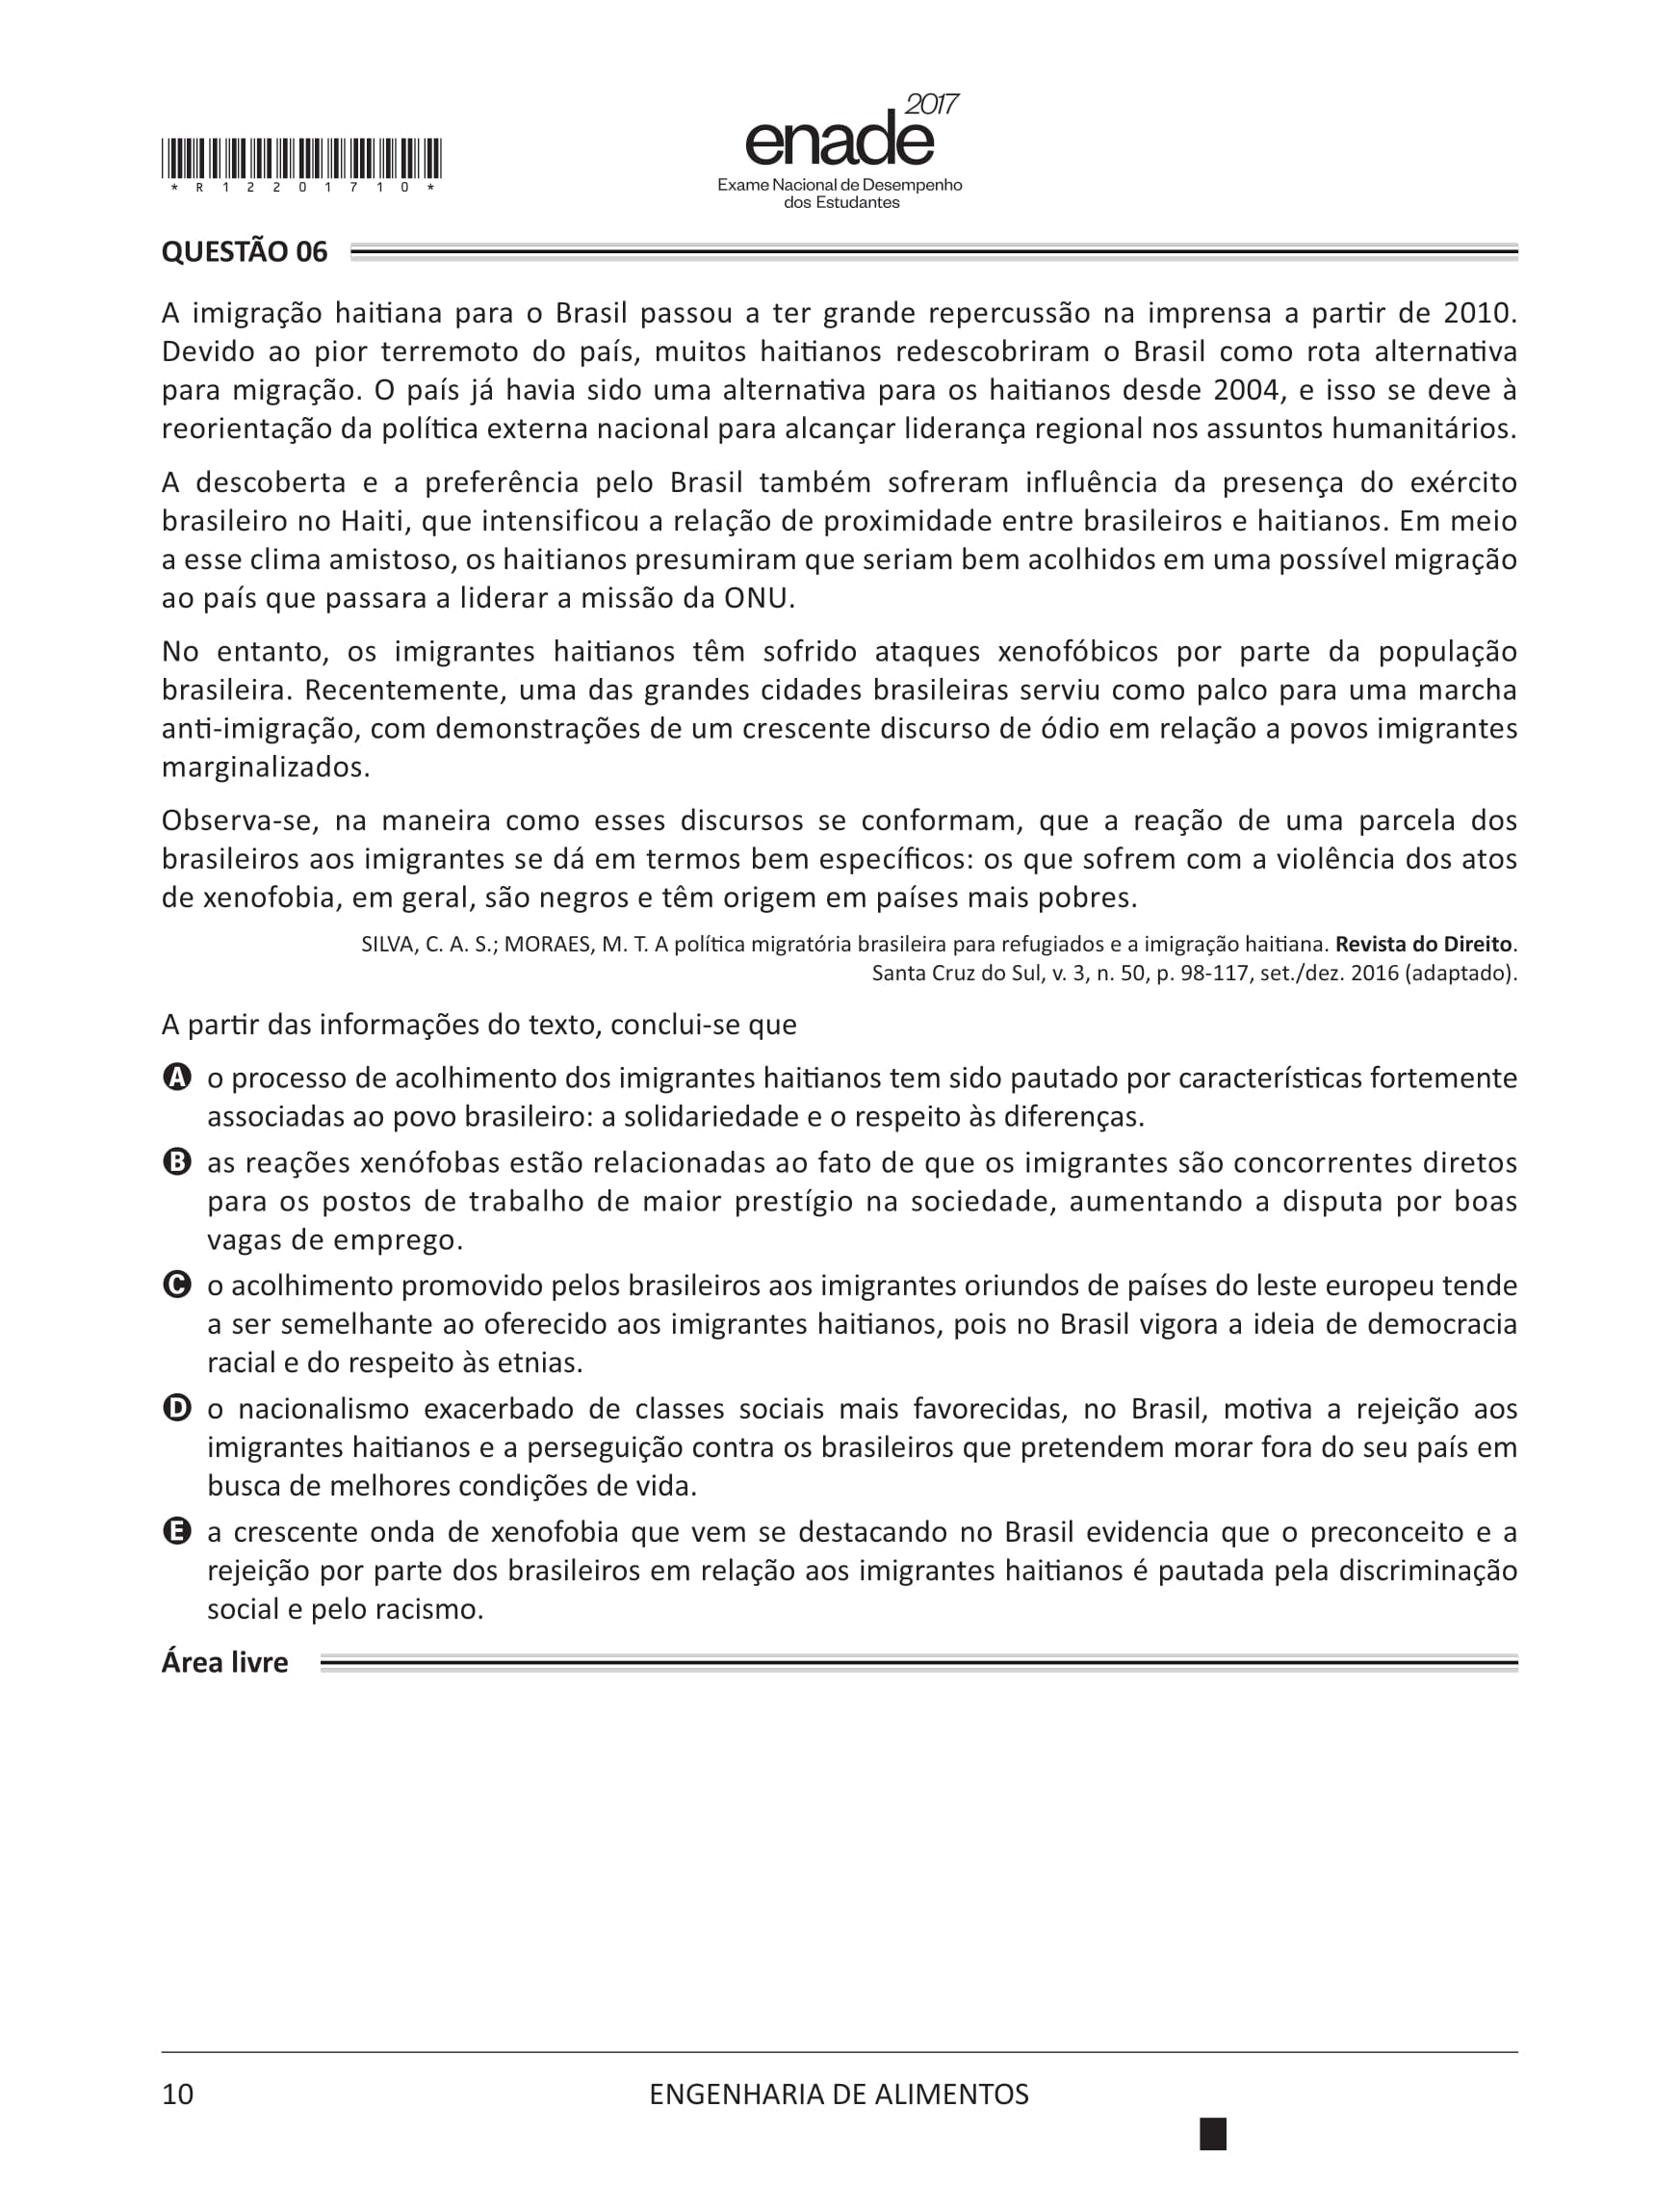 * R 1 2 2 0 1 7 1 0 *
2017
enade
Exame Nacional de Desempenho
dos Estudantes
QUESTÃO 06
A imigração haitiana para o Brasil passou a ter grande repercussão na imprensa a partir de 2010.
Devido ao pior terremoto do país, muitos haitianos redescobriram o Brasil como rota alternativa
para migração. O país já havia sido uma alternativa para os haitianos desde 2004, e isso se deve à
reorientação da política externa nacional para alcançar liderança regional nos assuntos humanitários.
A descoberta e a preferência pelo Brasil também sofreram influência da presença do exército
brasileiro no Haiti, que intensificou a relação de proximidade entre brasileiros e haitianos. Em meio
a esse clima amistoso, os haitianos presumiram que seriam bem acolhidos em uma possível migração
ao país que passara a liderar a missão da ONU.
No entanto, os imigrantes haitianos têm sofrido ataques xenofóbicos por parte da população
brasileira. Recentemente, uma das grandes cidades brasileiras serviu como palco para uma marcha
anti-imigração, com demonstrações de um crescente discurso de ódio em relação a povos imigrantes
marginalizados.
Observa-se, na maneira como esses discursos se conformam, que a reação de uma parcela dos
brasileiros aos imigrantes se dá em termos bem específicos: os que sofrem com a violência dos atos
de xenofobia, em geral, são negros e têm origem em países mais pobres.
SILVA, C. A. S.; MORAES, M. T. A política migratória brasileira para refugiados e a imigração haitiana. Revista do Direito.
Santa Cruz do Sul, v. 3, n. 50, p. 98-117, set./dez. 2016 (adaptado).
A partir das informações do texto, conclui-se que
A o processo de acolhimento dos imigrantes haitianos tem sido pautado por características fortemente
associadas ao povo brasileiro: a solidariedade e o respeito às diferenças.
B as reações xenófobas estão relacionadas ao fato de que os imigrantes são concorrentes diretos
para os postos de trabalho de maior prestígio na sociedade, aumentando a disputa por boas
vagas de emprego.
C o acolhimento promovido pelos brasileiros aos imigrantes oriundos de países do leste europeu tende
a ser semelhante ao oferecido aos imigrantes haitianos, pois no Brasil vigora a ideia de democracia
racial e do respeito às etnias.
D o nacionalismo exacerbado de classes sociais mais favorecidas, no Brasil, motiva a rejeição aos
imigrantes haitianos e a perseguição contra os brasileiros que pretendem morar fora do seu país em
busca de melhores condições de vida.
E a crescente onda de xenofobia que vem se destacando no Brasil evidencia que o preconceito e a
rejeição por parte dos brasileiros em relação aos imigrantes haitianos é pautada pela discriminação
social e pelo racismo.
Área livre
10
ENGENHARIA DE ALIMENTOS